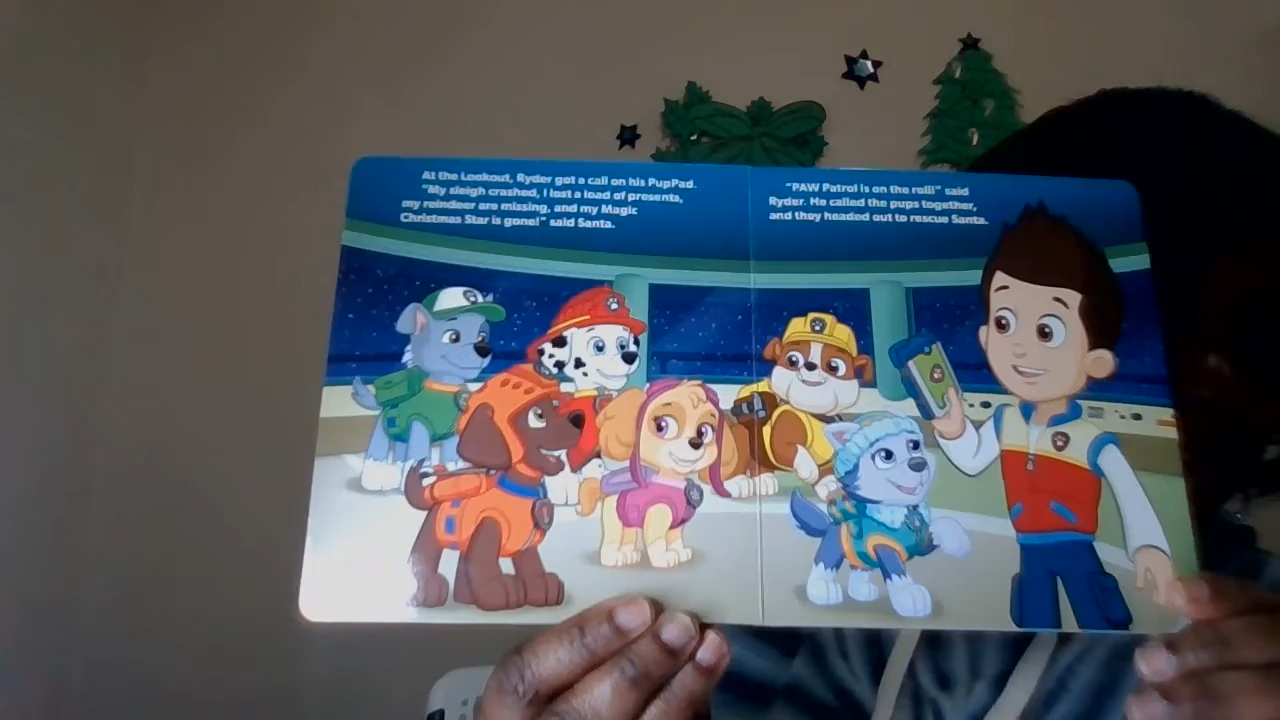 At the Lookout, Ryder got a call on his PupPad.
"My sleigh crashed, I lost a load of presents,
my reindeer are missing, and my Magic
Christmas Star is gone!" said Santa.
"PAW Patrol is on the roll!" said
Ryder. He called the pups together,
and they headed out to rescue Santa.